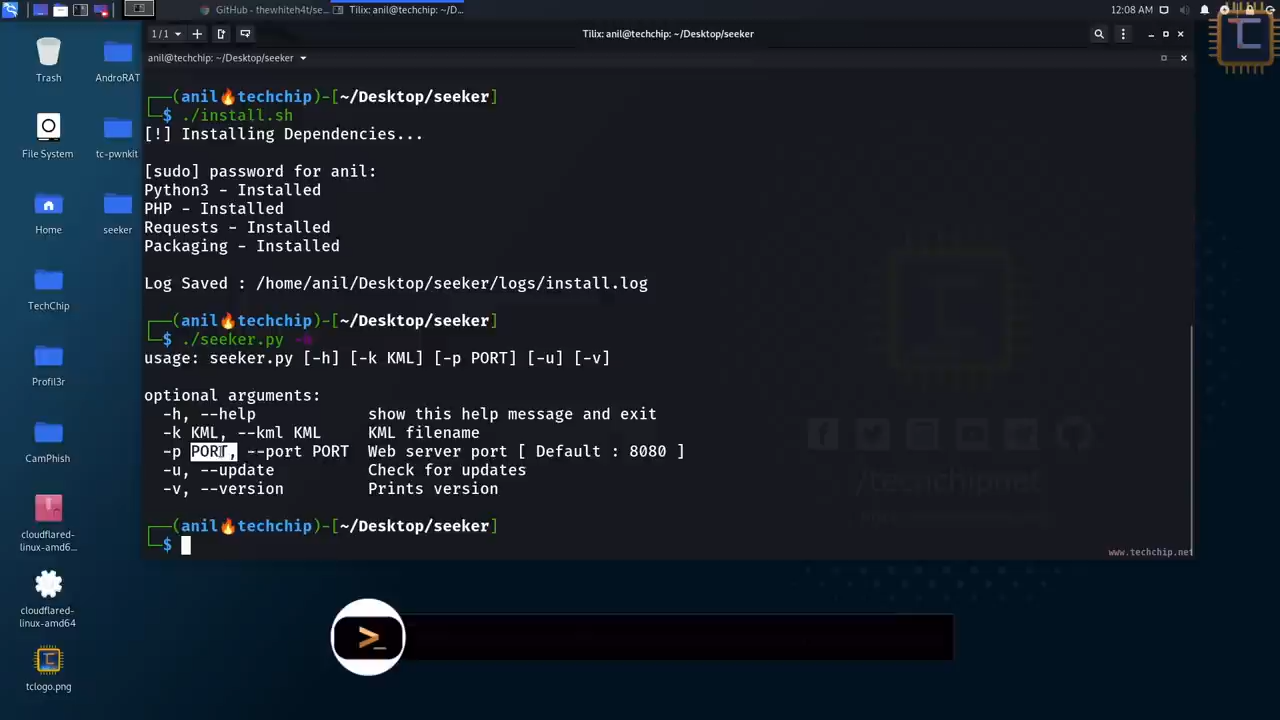 GitHub - thewhiteh4t/se...
Tilix: anil@techchip: ~/D...
12:08 AM
1/1
Tilix: anil@techchip: ~/Desktop/seeker
anil@techchip: ~/Desktop/seeker
Trash
AndroRAT
File System
tc-pwnkit
Home
seeker
TechChip
Profil3r
CamPhish
cloudflared-
linux-amd6...
cloudflared-
linux-amd64
tclogo.png
┌──(anil🔥techchip)-[~/Desktop/seeker]
└─$ ./install.sh
[!] Installing Dependencies...
[sudo] password for anil:
Python3 - Installed
PHP - Installed
Requests - Installed
Packaging - Installed
Log Saved : /home/anil/Desktop/seeker/logs/install.log
┌──(anil🔥techchip)-[~/Desktop/seeker]
└─$ ./seeker.py
usage: seeker.py [-h] [-k KML] [-p PORT] [-u] [-v]
optional arguments:
-h, --help show this help message and exit
-k KML, --kml KML KML filename
-p PORT, --port PORT Web server port [ Default : 8080 ]
-u, --update Check for updates
-v, --version Prints version
┌──(anil🔥techchip)-[~/Desktop/seeker]
└─$
/techchipnet
www.techchip.net
>_